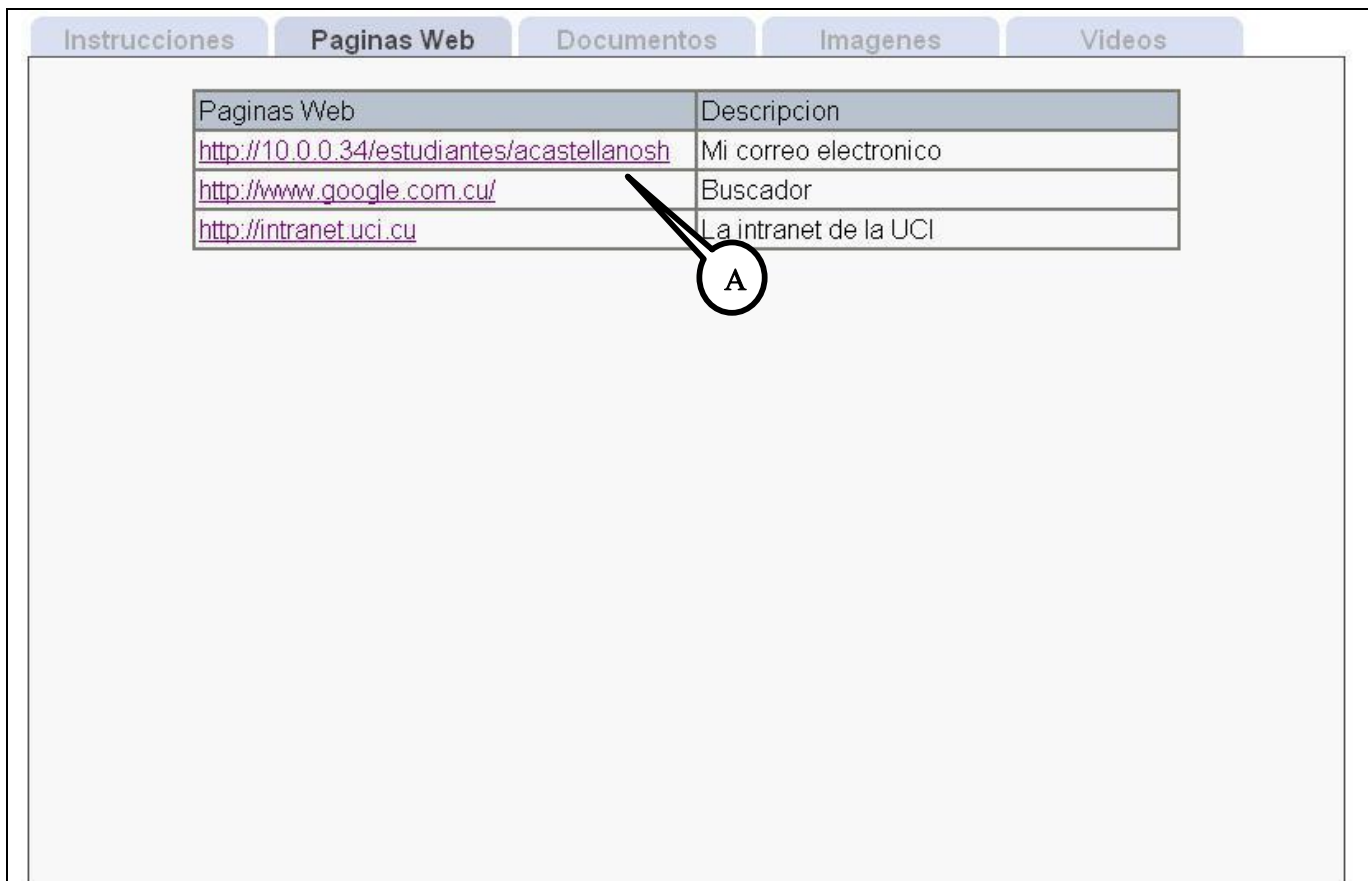 Instrucciones Paginas Web Documentos Imagenes Videos
Paginas Web Descripcion
http://10.0.0.34/estudiantes/acastellanosh Mi correo electronico
http://www.google.com.cu/ Buscador
http://intranet.uci.cu La intranet de la UCI
A